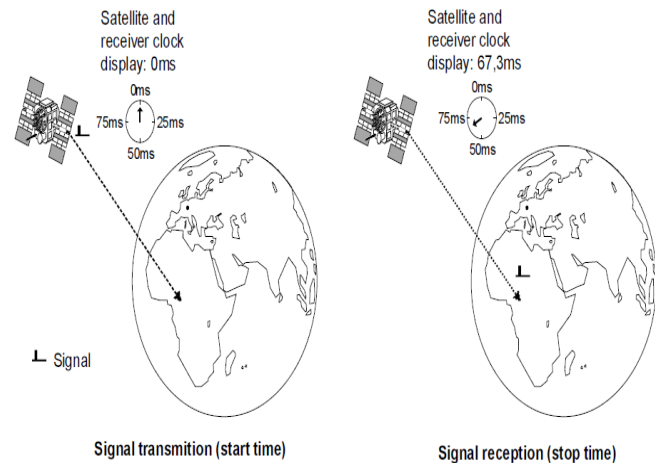 Satellite and
receiver clock
display: 0ms
0ms
75ms
25ms
50ms
Signal
Signal transmition (start time)
Satellite and
receiver clock
display: 67,3ms
0ms
75ms
25ms
50ms
Signal reception (stop time)